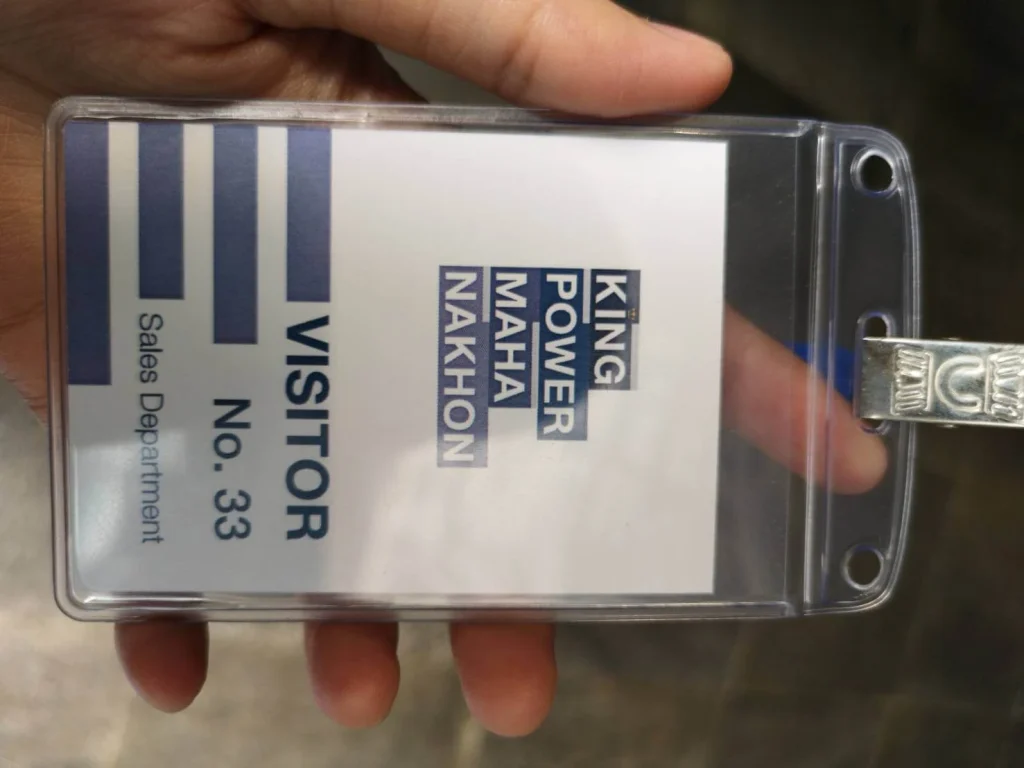 KING
POWER
MAHA
NAKHON
VISITOR
No. 33
Sales Department